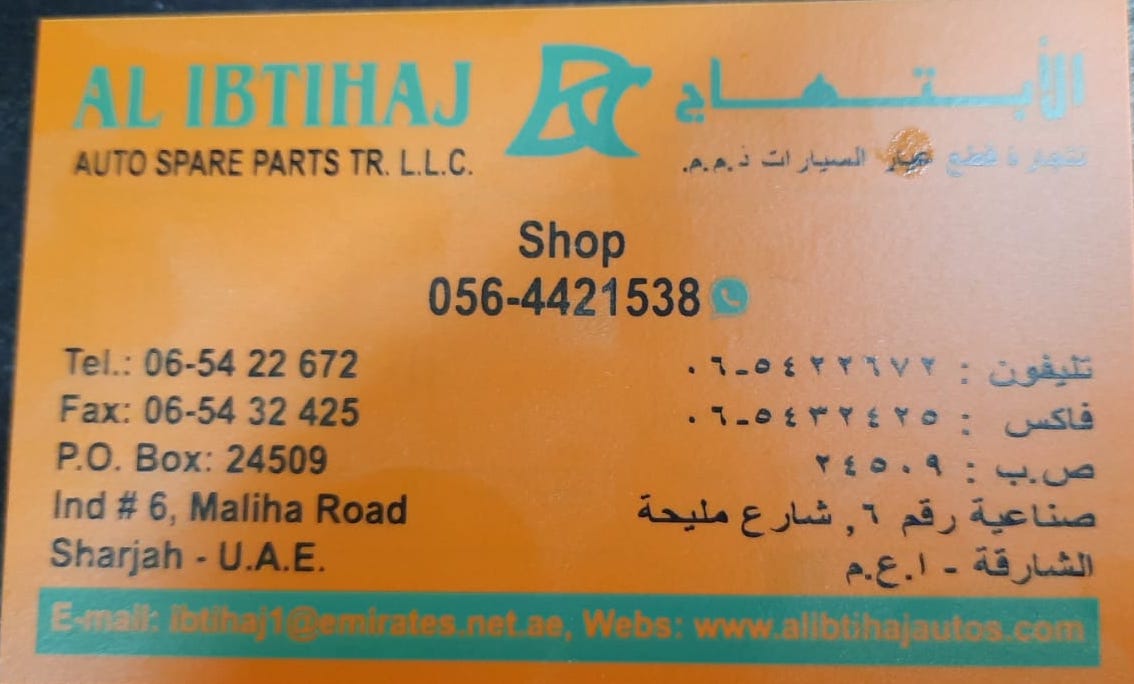 AL IBTIHAJ
الأبتهاج
AUTO SPARE PARTS TR. L.L.C.
لتجارة قطع غيار السيارات ذ.م.م.
Shop
056-4421538
Tel.: 06-54 22 672
تليفون : ٥٤٢٢٦٧٢-٠٦
Fax: 06-54 32 425
فاكس : ٥٤٣٢٤٢٥-٠٦
P.O. Box: 24509
ص.ب : ٢٤٥٠٩
Ind # 6, Maliha Road
صناعية رقم ٦, شارع مليحة
Sharjah - U.A.E.
الشارقة - ا.ع.م
E-mail: ibtihaj1@emirates.net.ae, Webs: www.alibtihajautos.com